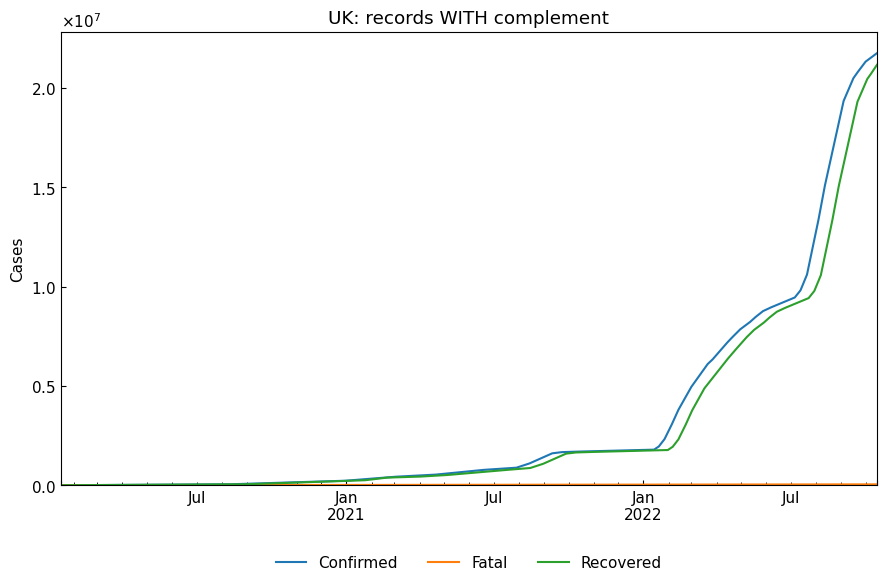 UK: records WITH complement
×10⁷
2.0
1.5
1.0
0.5
0.0
Cases
Jul
Jan
2021
Jul
Jan
2022
Jul
Confirmed
Fatal
Recovered